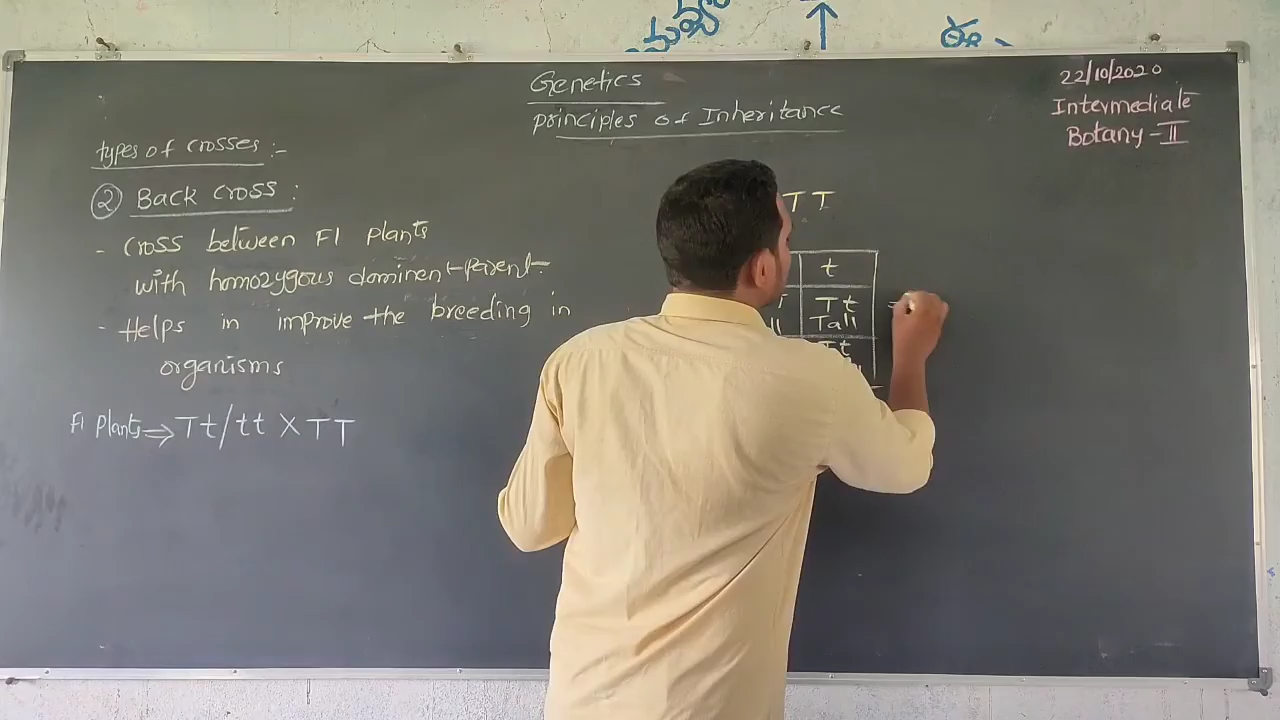 Genetics
principles of Inheritance
22/10/2020
Intermediate
Botany-II
types of crosses :-
② Back cross :
- cross between F1 plants
with homozygous dominent parent.
- Helps in improve the breeding in
organisms
F1 plants ⇒ Tt/tt X TT
TT
t
Tt
Tall
Tt